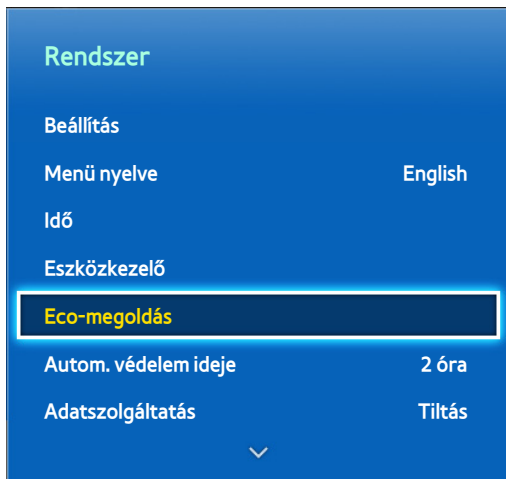 Rendszer
Beállítás
Menü nyelve English
Idő
Eszközkezelő
Eco-megoldás
Autom. védelem ideje 2 óra
Adatszolgáltatás Tiltás